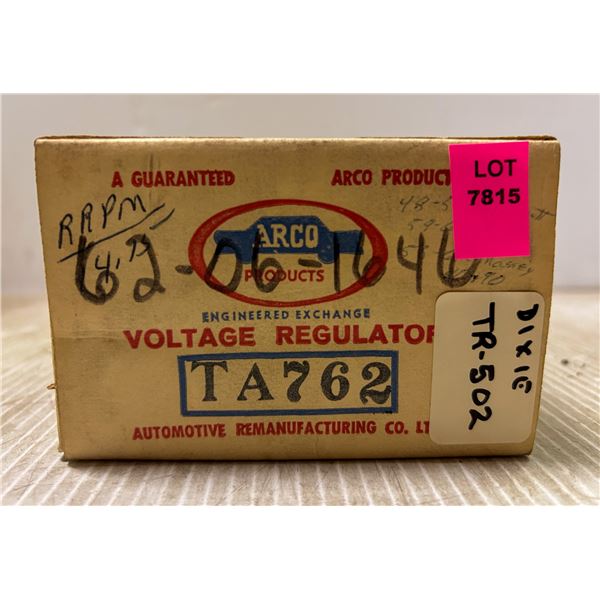 A GUARANTEED ARCO PRODUCT
LOT
7815
RRPM
ARCO
PRODUCTS
62-06-1646
ENGINEERED EXCHANGE
VOLTAGE REGULATOR
TA762
AUTOMOTIVE REMANUFACTURING CO. LT
DIXIE
TR-502